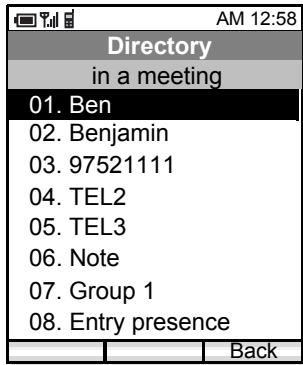 AM 12:58
Directory
in a meeting
01. Ben
02. Benjamin
03. 97521111
04. TEL2
05. TEL3
06. Note
07. Group 1
08. Entry presence
Back